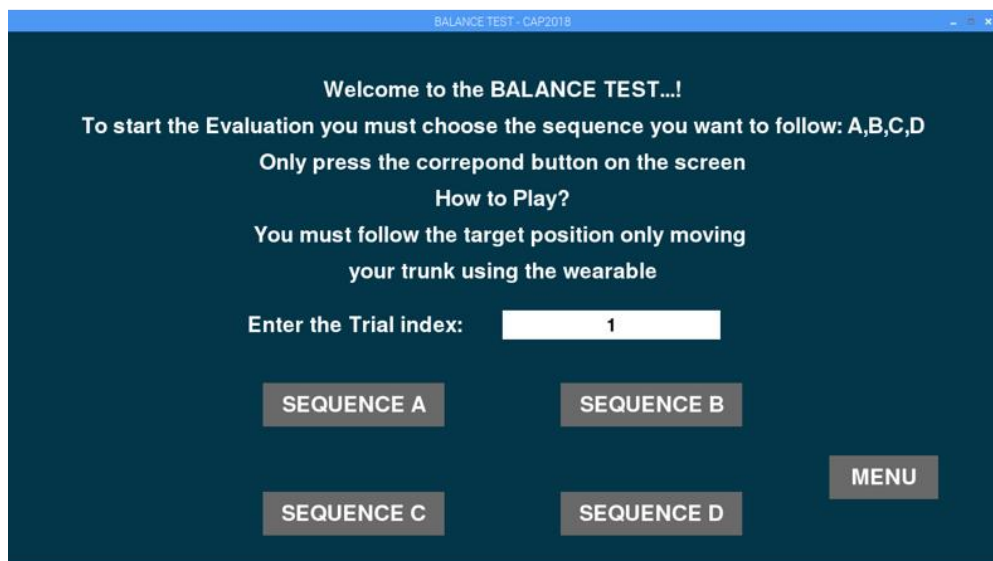 BALANCE TEST - CAP2018
Welcome to the BALANCE TEST...!
To start the Evaluation you must choose the sequence you want to follow: A,B,C,D
Only press the correpond button on the screen
How to Play?
You must follow the target position only moving
your trunk using the wearable
Enter the Trial index: 1
SEQUENCE A SEQUENCE B
MENU
SEQUENCE C SEQUENCE D